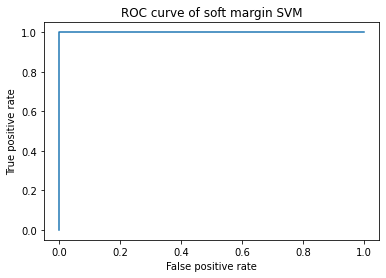 ROC curve of soft margin SVM
1.0
0.8
0.6
0.4
0.2
0.0
True positive rate
0.0 0.2 0.4 0.6 0.8 1.0
False positive rate